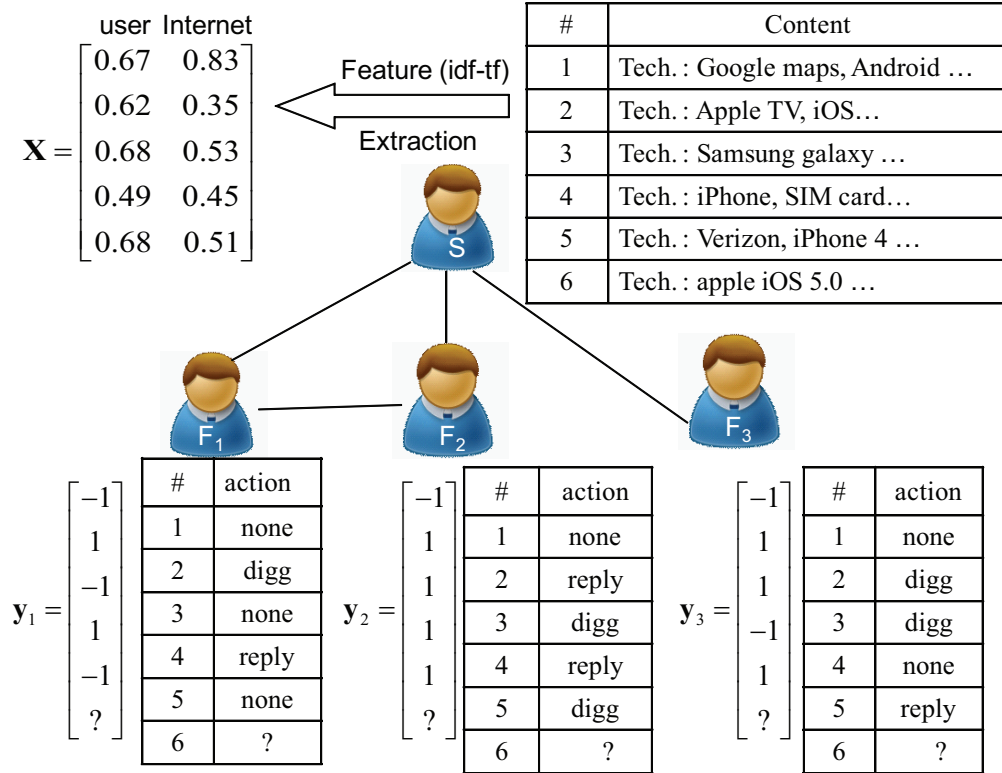 user Internet
X = [0.67 0.83
0.62 0.35
0.68 0.53
0.49 0.45
0.68 0.51]
Feature (idf-tf)
Extraction
# Content
1 Tech. : Google maps, Android ...
2 Tech. : Apple TV, iOS...
3 Tech. : Samsung galaxy ...
4 Tech. : iPhone, SIM card...
5 Tech. : Verizon, iPhone 4 ...
6 Tech. : apple iOS 5.0 ...
S
F1
F2
F3
y1 = [-1
1
-1
1
-1
?]
# action
1 none
2 digg
3 none
4 reply
5 none
6 ?
y2 = [-1
1
1
1
1
?]
# action
1 none
2 reply
3 digg
4 reply
5 digg
6 ?
y3 = [-1
1
1
-1
1
?]
# action
1 none
2 digg
3 digg
4 none
5 reply
6 ?